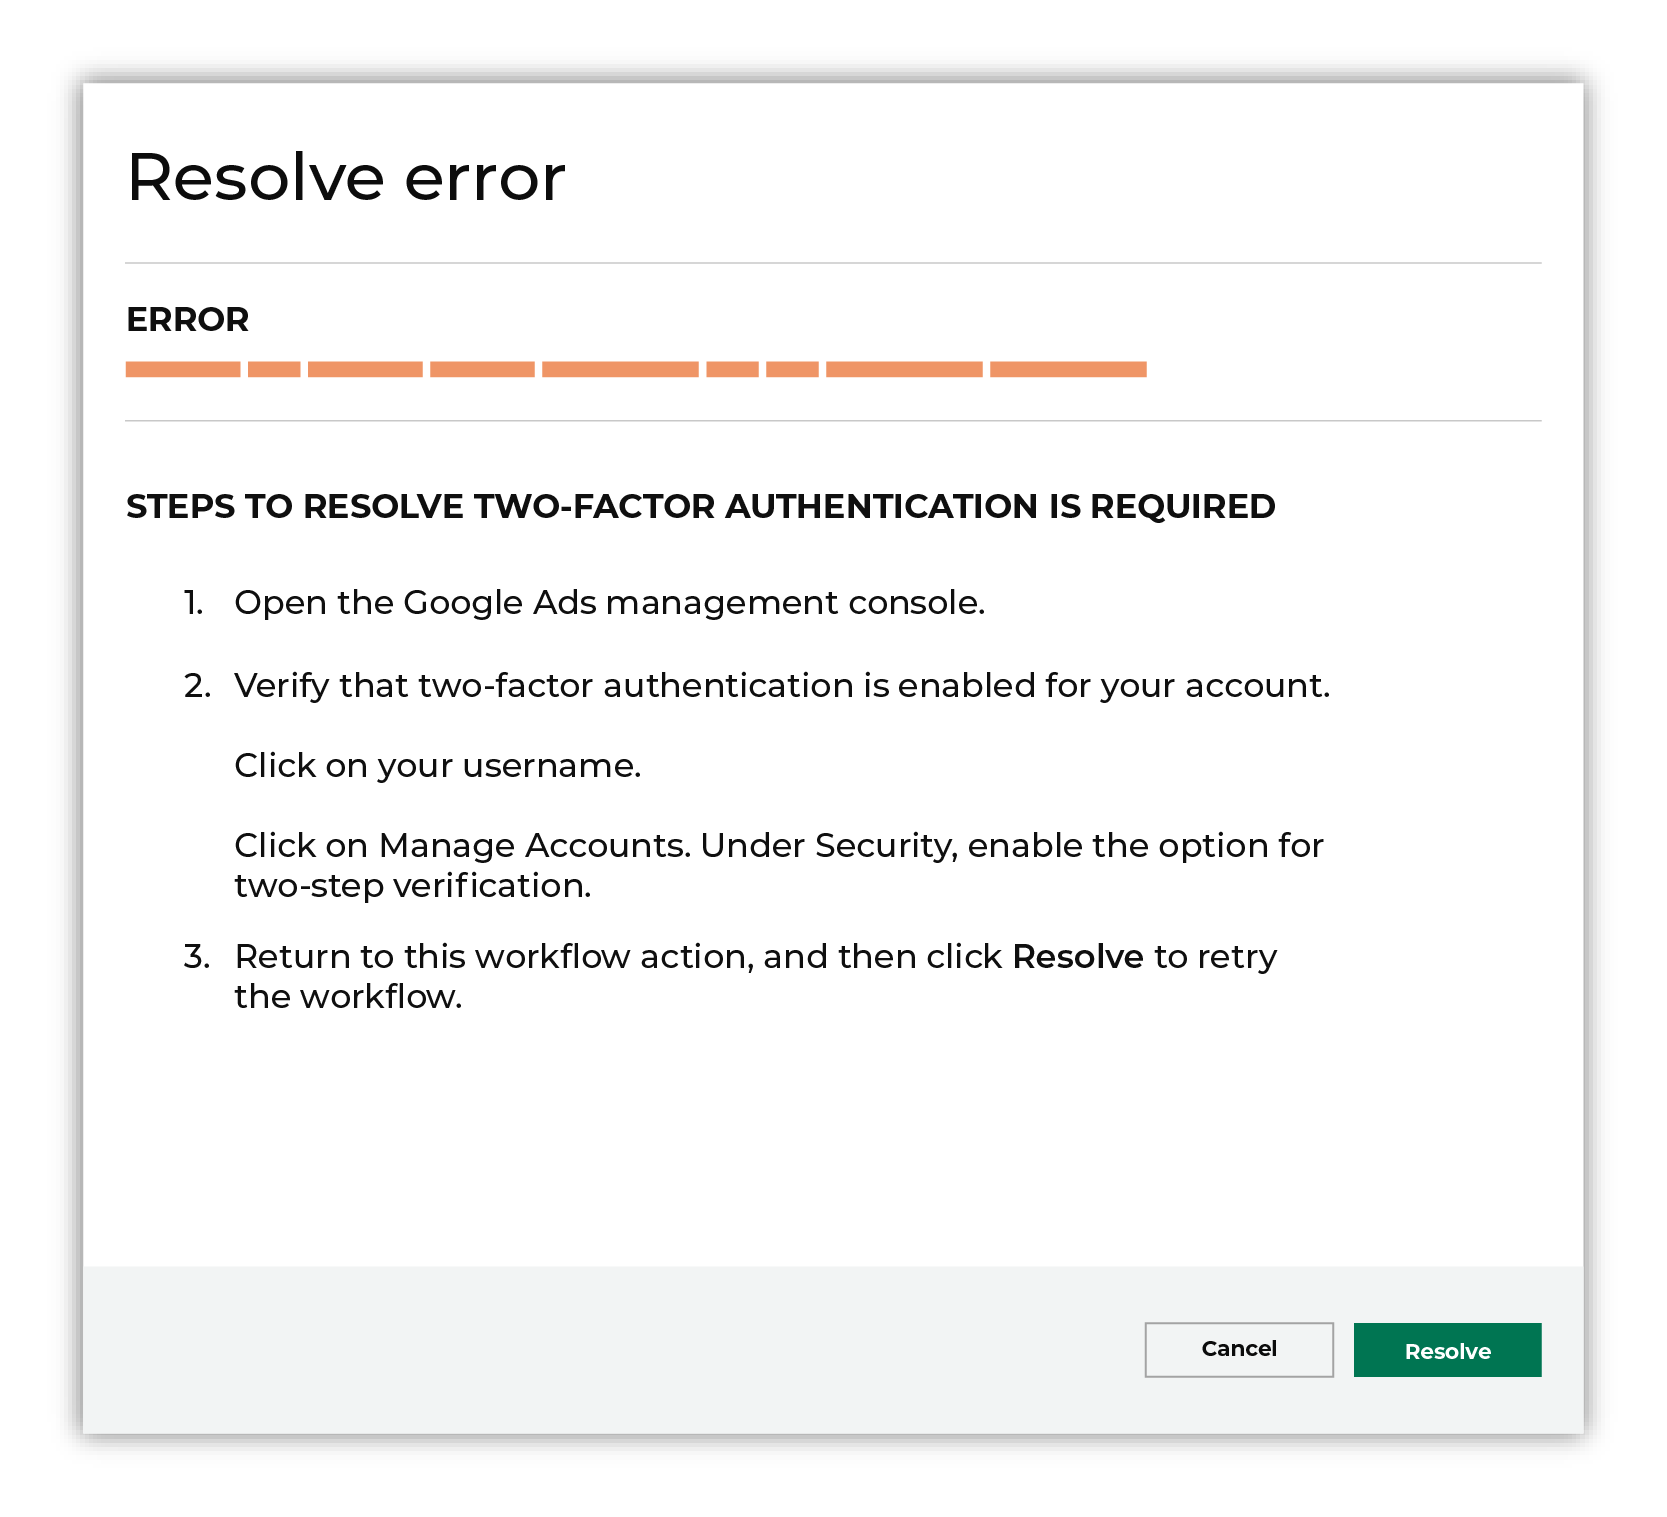 Resolve error
ERROR
STEPS TO RESOLVE TWO-FACTOR AUTHENTICATION IS REQUIRED
1. Open the Google Ads management console.
2. Verify that two-factor authentication is enabled for your account.
Click on your username.
Click on Manage Accounts. Under Security, enable the option for
two-step verification.
3. Return to this workflow action, and then click Resolve to retry
the workflow.
Cancel
Resolve